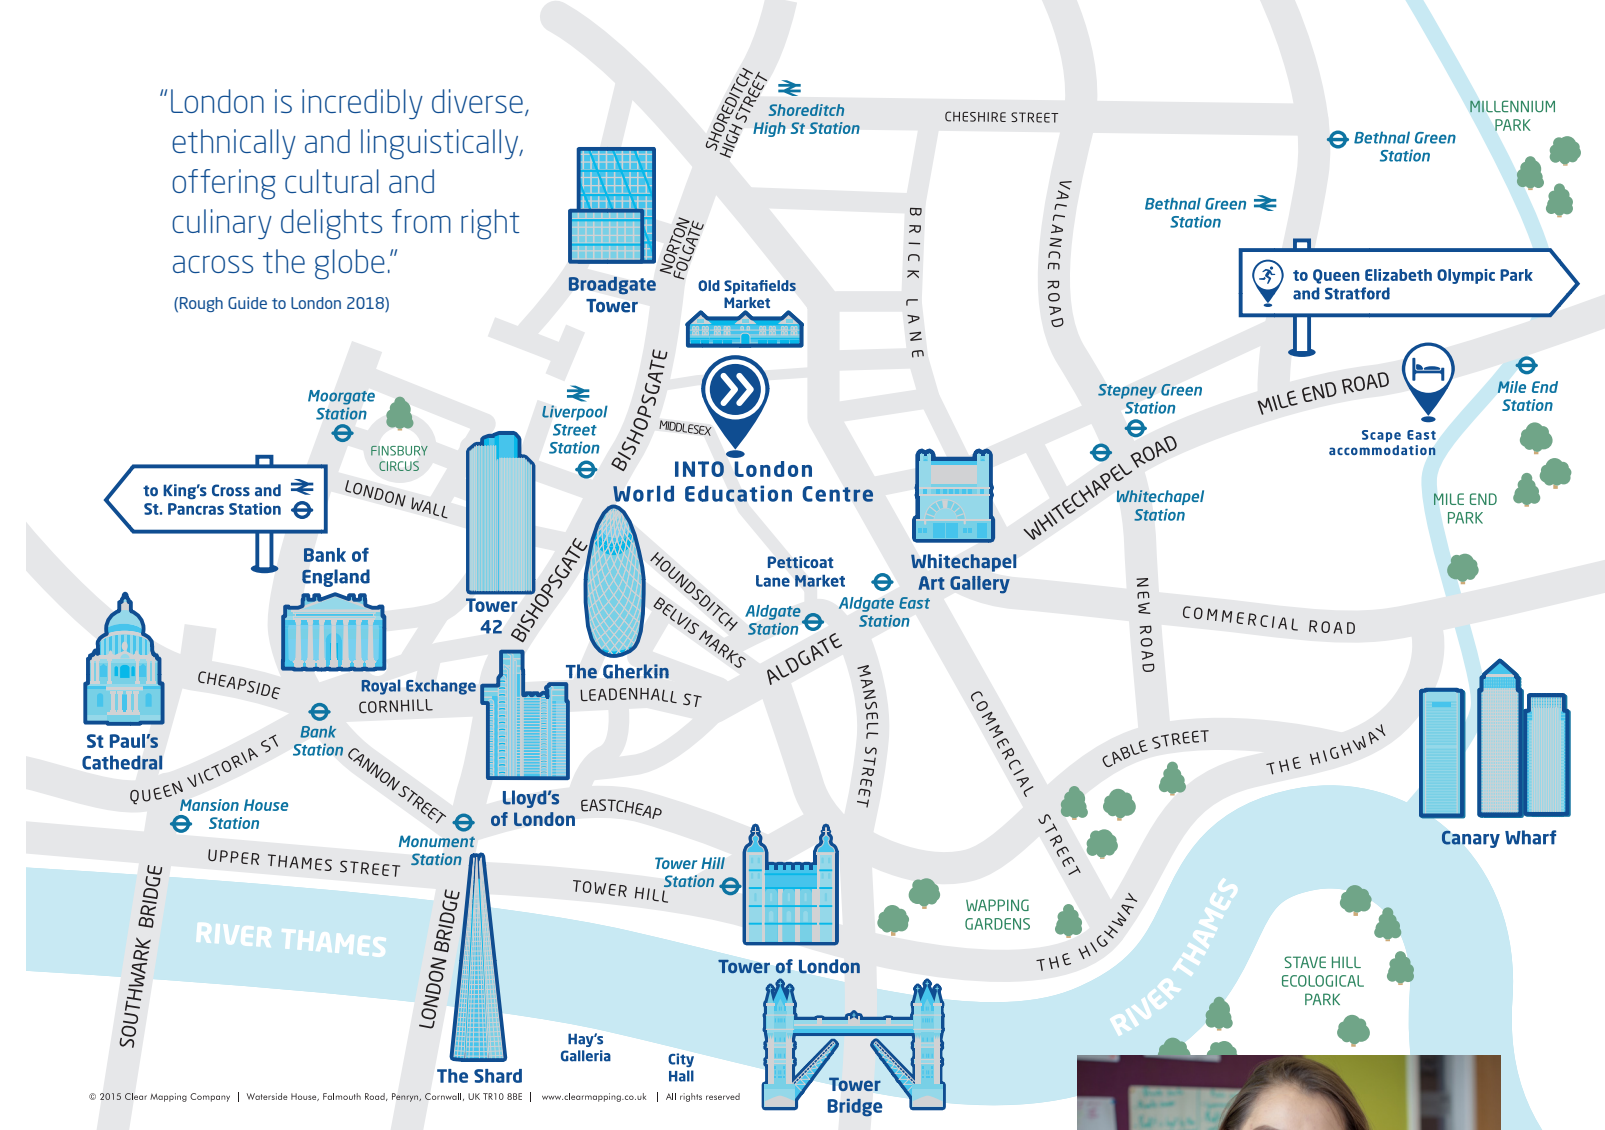 “London is incredibly diverse,
ethnically and linguistically,
offering cultural and
culinary delights from right
across the globe.”
(Rough Guide to London 2018)
SHOREDITCH
HIGH STREET
Shoreditch
High St Station
CHESHIRE STREET
MILLENNIUM
PARK
Bethnal Green
Station
Bethnal Green
Station
VALLANCE ROAD
BRICK LANE
NORTON
FOLGATE
Broadgate
Tower
Old Spitafields
Market
to Queen Elizabeth Olympic Park
and Stratford
BISHOPSGATE
MIDDLESEX
INTO London
World Education Centre
Moorgate
Station
FINSBURY
CIRCUS
Liverpool
Street
Station
Stepney Green
Station
MILE END ROAD
Scape East
accommodation
Mile End
Station
MILE END
PARK
WHITECHAPEL ROAD
Whitechapel
Station
to King's Cross and
St. Pancras Station
LONDON WALL
Bank of
England
Tower
42
BISHOPSGATE
HOUNDSDITCH
BELVIS MARKS
Petticoat
Lane Market
Aldgate
Station
Aldgate East
Station
Whitechapel
Art Gallery
NEW ROAD
COMMERCIAL ROAD
The Gherkin
ALDGATE
CHEAPSIDE
Royal Exchange
CORNHILL
LEADENHALL ST
MANSELL STREET
COMMERCIAL STREET
CABLE STREET
THE HIGHWAY
St Paul's
Cathedral
Bank
Station
QUEEN VICTORIA ST
CANNON STREET
Mansion House
Station
Lloyd's
of London
EASTCHEAP
Monument
Station
Canary Wharf
UPPER THAMES STREET
TOWER HILL
Tower Hill
Station
WAPPING
GARDENS
THE HIGHWAY
SOUTHWARK BRIDGE
RIVER THAMES
LONDON BRIDGE
Tower of London
RIVER THAMES
STAVE HILL
ECOLOGICAL
PARK
The Shard
Hay's
Galleria
City
Hall
Tower
Bridge
© 2015 Clear Mapping Company | Waterside House, Falmouth Road, Penryn, Cornwall, UK TR10 8BE | www.clearmapping.co.uk | All rights reserved